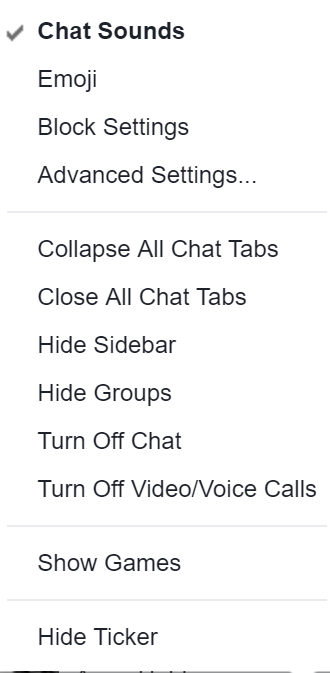 Chat Sounds
Emoji
Block Settings
Advanced Settings...
Collapse All Chat Tabs
Close All Chat Tabs
Hide Sidebar
Hide Groups
Turn Off Chat
Turn Off Video/Voice Calls
Show Games
Hide Ticker